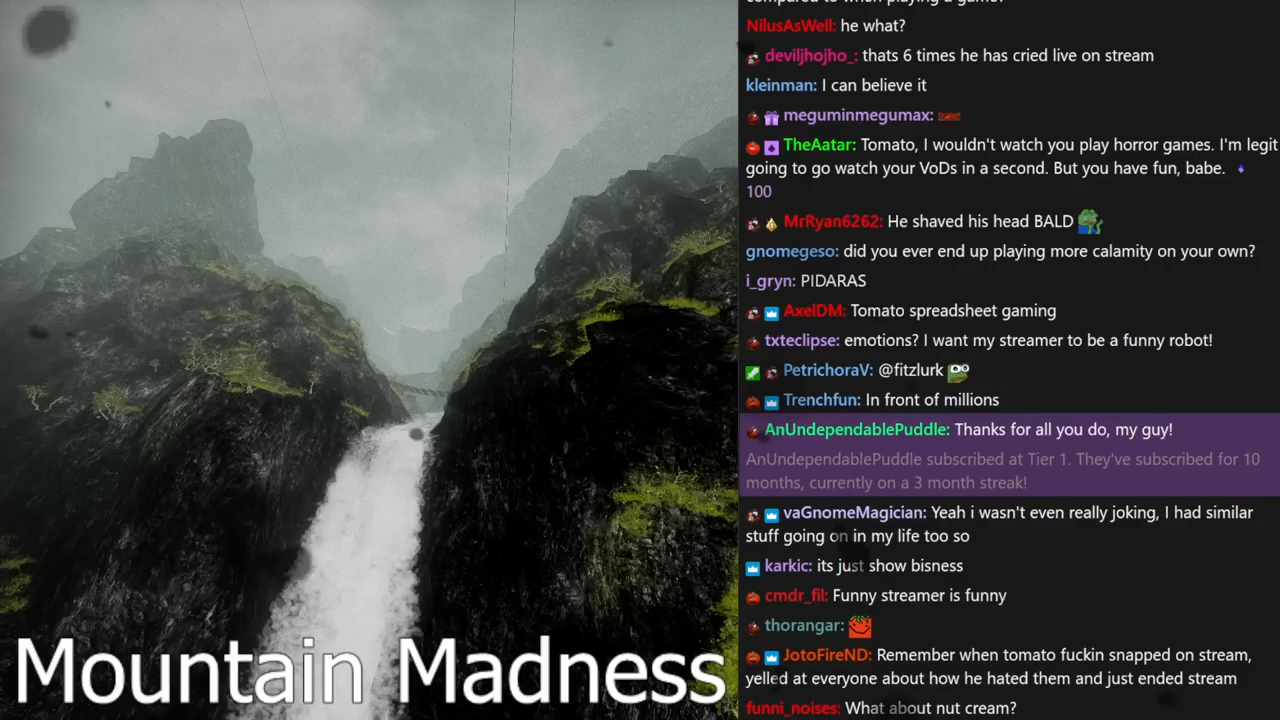 compared to when playing a game?
NilusAsWell: he what?
deviljhojho_: thats 6 times he has cried live on stream
kleinman: I can believe it
meguminmegumax:
TheAatar: Tomato, I wouldn't watch you play horror games. I'm legit
going to go watch your VoDs in a second. But you have fun, babe.
100
MrRyan6262: He shaved his head BALD
gnomegeso: did you ever end up playing more calamity on your own?
i_gryn: PIDARAS
AxelDM: Tomato spreadsheet gaming
txteclipse: emotions? I want my streamer to be a funny robot!
PetrichoraV: @fitzlurk
Trenchfun: In front of millions
AnUndependablePuddle: Thanks for all you do, my guy!
AnUndependablePuddle subscribed at Tier 1. They've subscribed for 10
months, currently on a 3 month streak!
vaGnomeMagician: Yeah i wasn't even really joking, I had similar
stuff going on in my life too so
karkic: its just show bisness
cmdr_fil: Funny streamer is funny
thorangar:
JotoFireND: Remember when tomato fuckin snapped on stream,
yelled at everyone about how he hated them and just ended stream
funni_noises: What about nut cream?
Mountain Madness